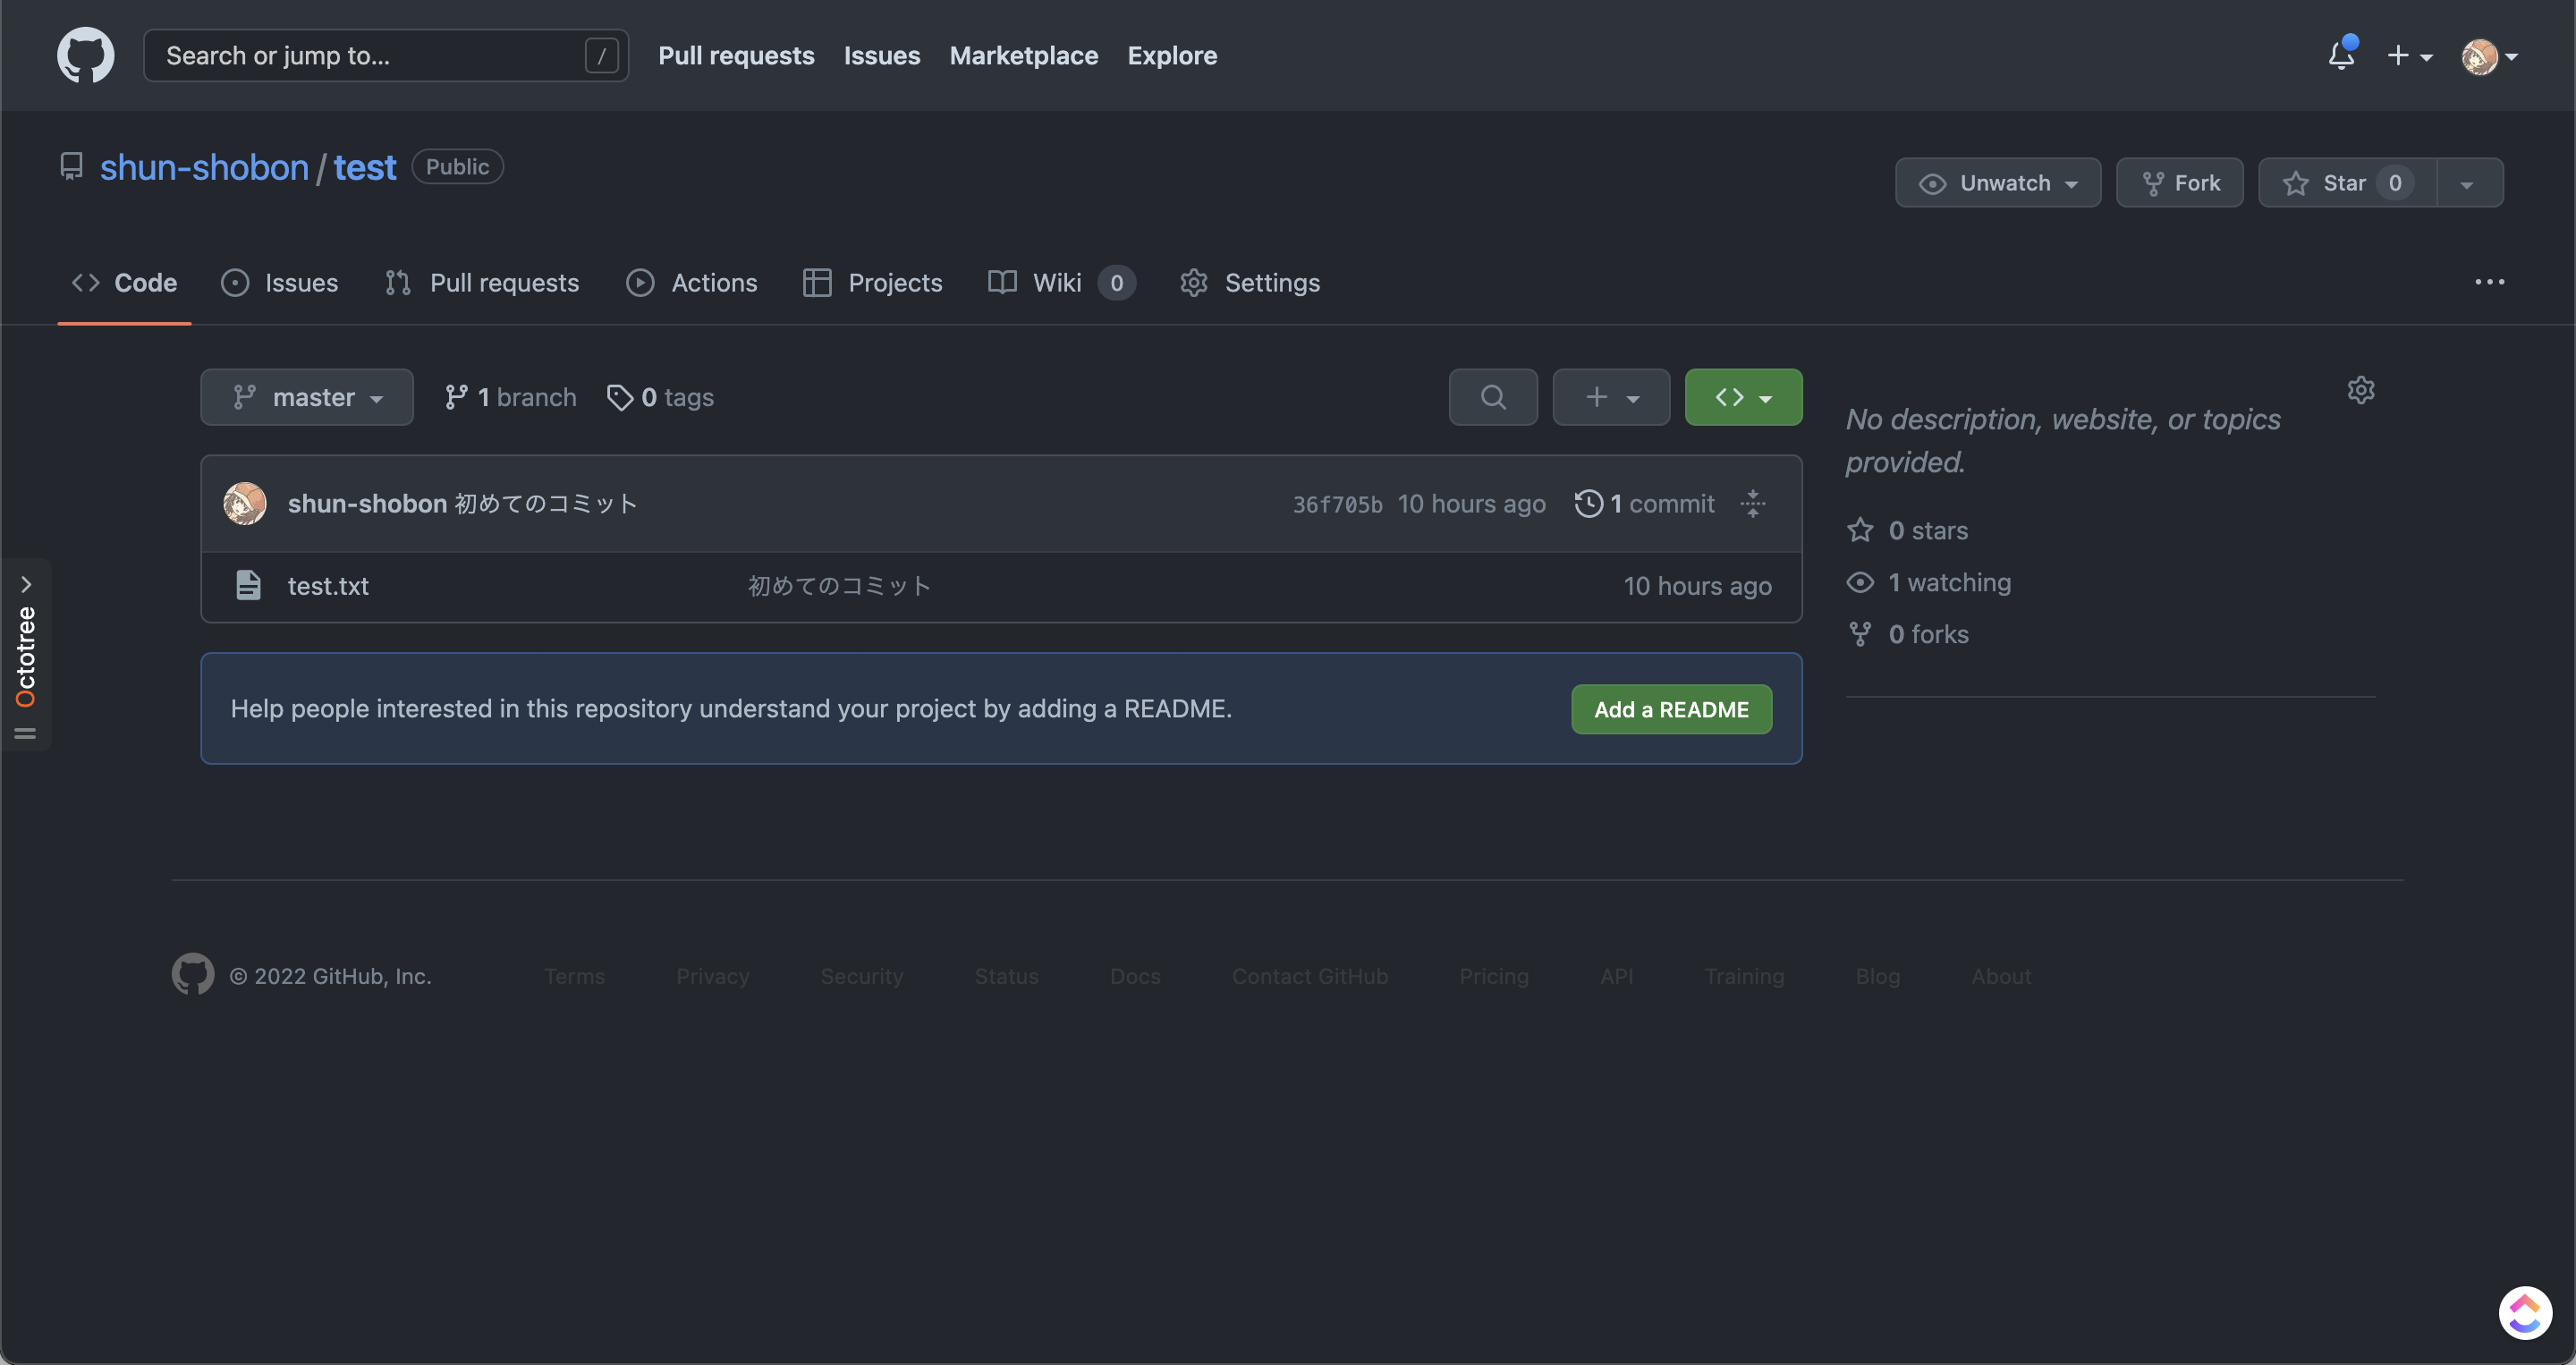 Search or jump to... / Pull requests Issues Marketplace Explore
shun-shobon / test Public
Unwatch Fork Star 0
Code Issues Pull requests Actions Projects Wiki 0 Settings
master 1 branch 0 tags
No description, website, or topics
provided.
shun-shobon 初めてのコミット 36f705b 10 hours ago 1 commit
test.txt 初めてのコミット 10 hours ago
0 stars
1 watching
0 forks
Octotree
Help people interested in this repository understand your project by adding a README. Add a README
© 2022 GitHub, Inc. Terms Privacy Security Status Docs Contact GitHub Pricing API Training Blog About